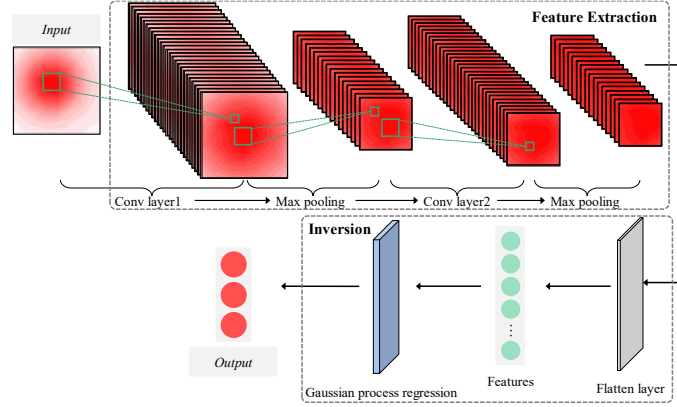 Feature Extraction
Input
Conv layer1
Max pooling
Conv layer2
Max pooling
Inversion
Output
Gaussian process regression
Features
Flatten layer